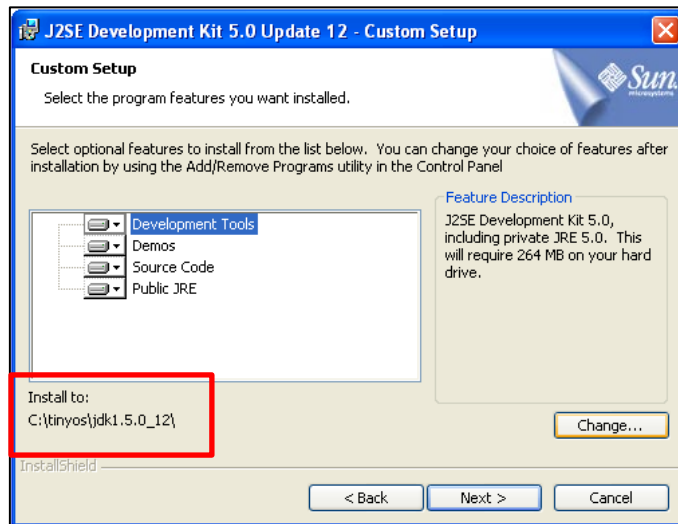 J2SE Development Kit 5.0 Update 12 - Custom Setup
Custom Setup
Select the program features you want installed.
Sun
microsystems
Select optional features to install from the list below. You can change your choice of features after
installation by using the Add/Remove Programs utility in the Control Panel
Development Tools
Demos
Source Code
Public JRE
Feature Description
J2SE Development Kit 5.0,
including private JRE 5.0. This
will require 264 MB on your hard
drive.
Install to:
C:\tinyos\jdk1.5.0_12\
Change...
InstallShield
< Back
Next >
Cancel